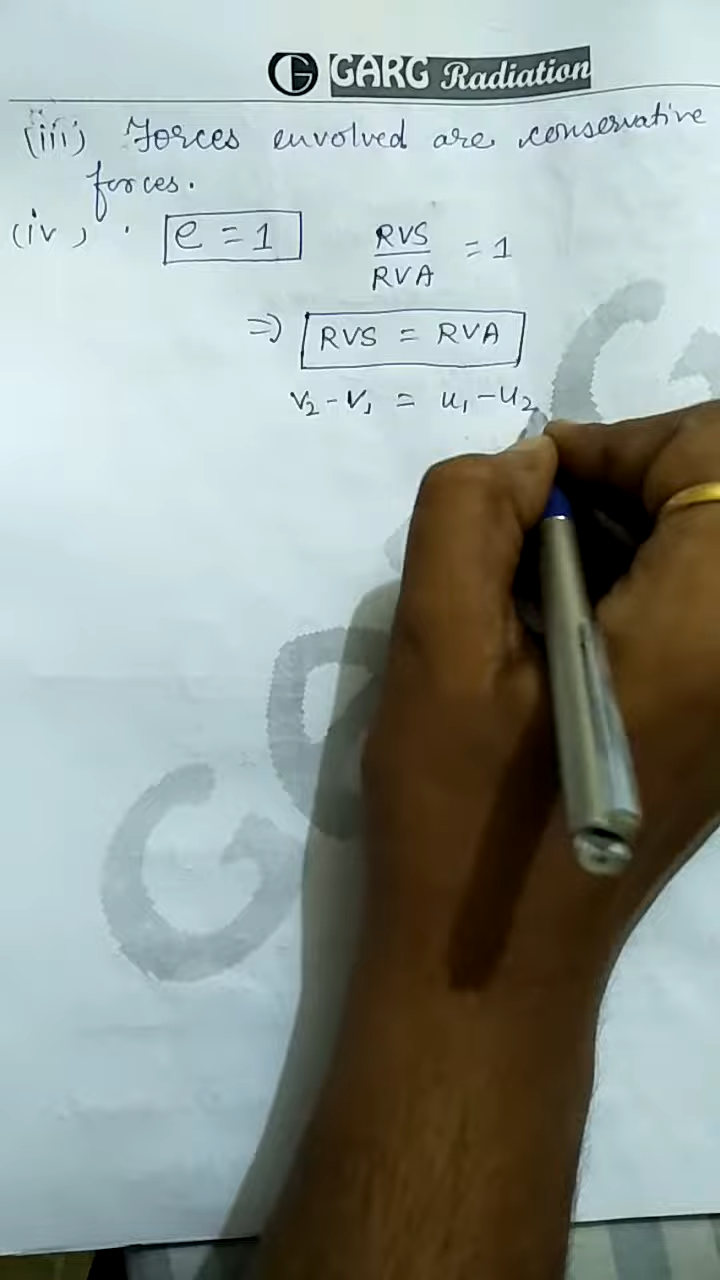 G GARG Radiation
(iii) Forces envolved are conservative
forces.
(iv) . e = 1 RVS/RVA = 1
=> RVS = RVA
V₂ - V₁ = u₁ - u₂